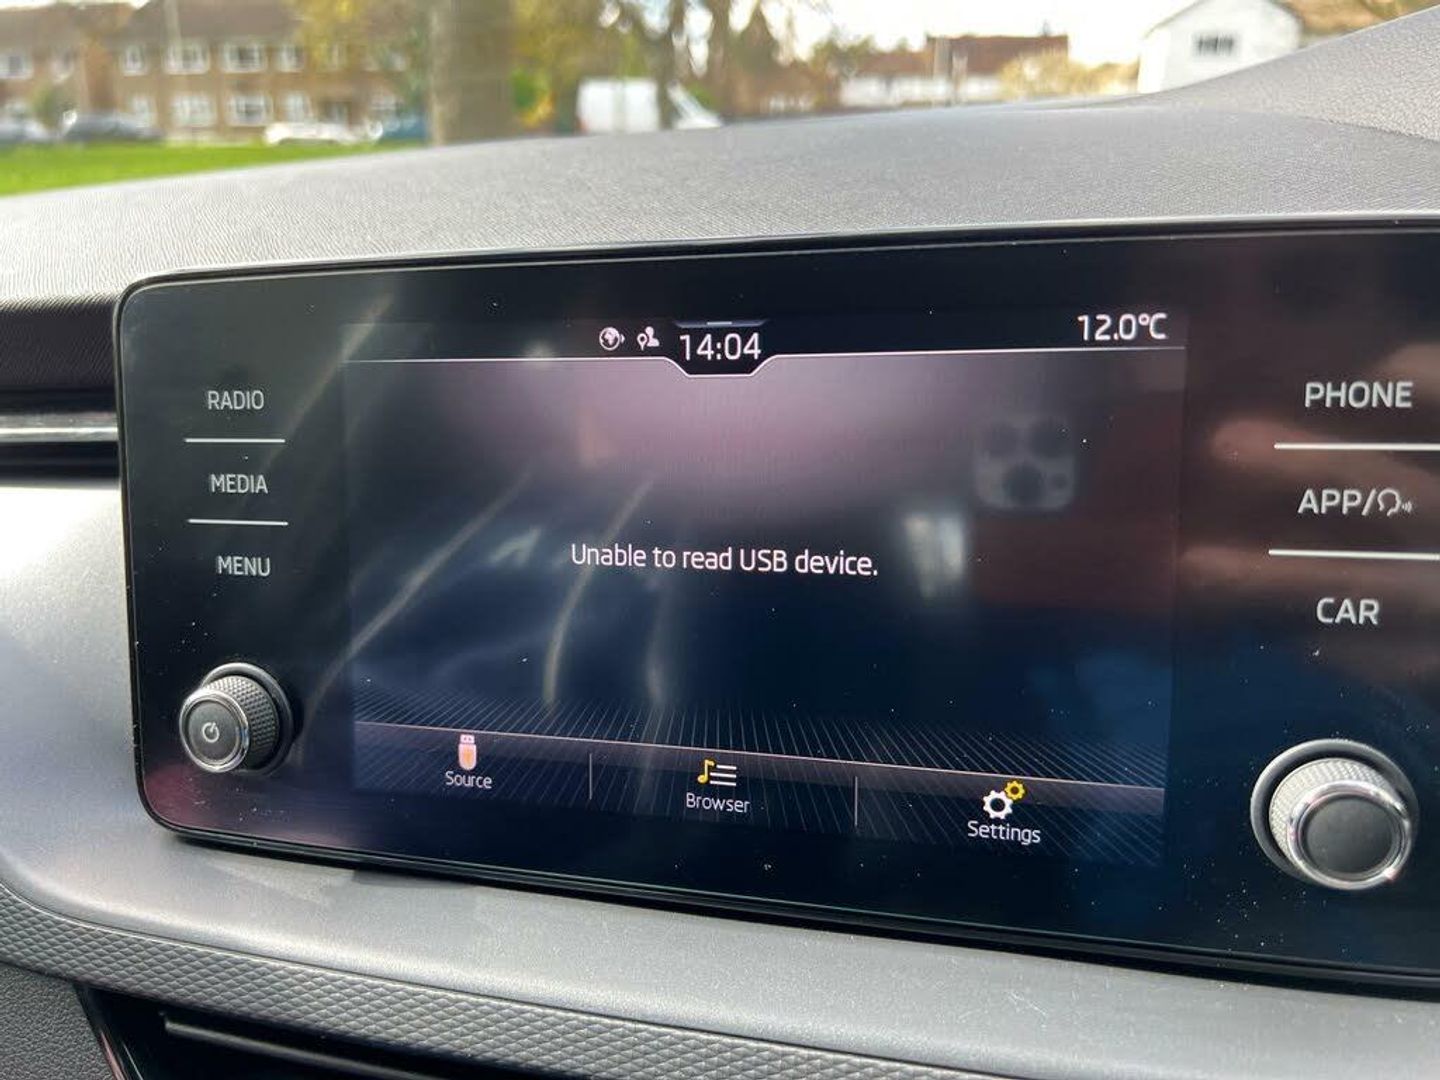 14:04
12.0°C
RADIO
MEDIA
MENU
PHONE
APP/
CAR
Unable to read USB device.
Source
Browser
Settings